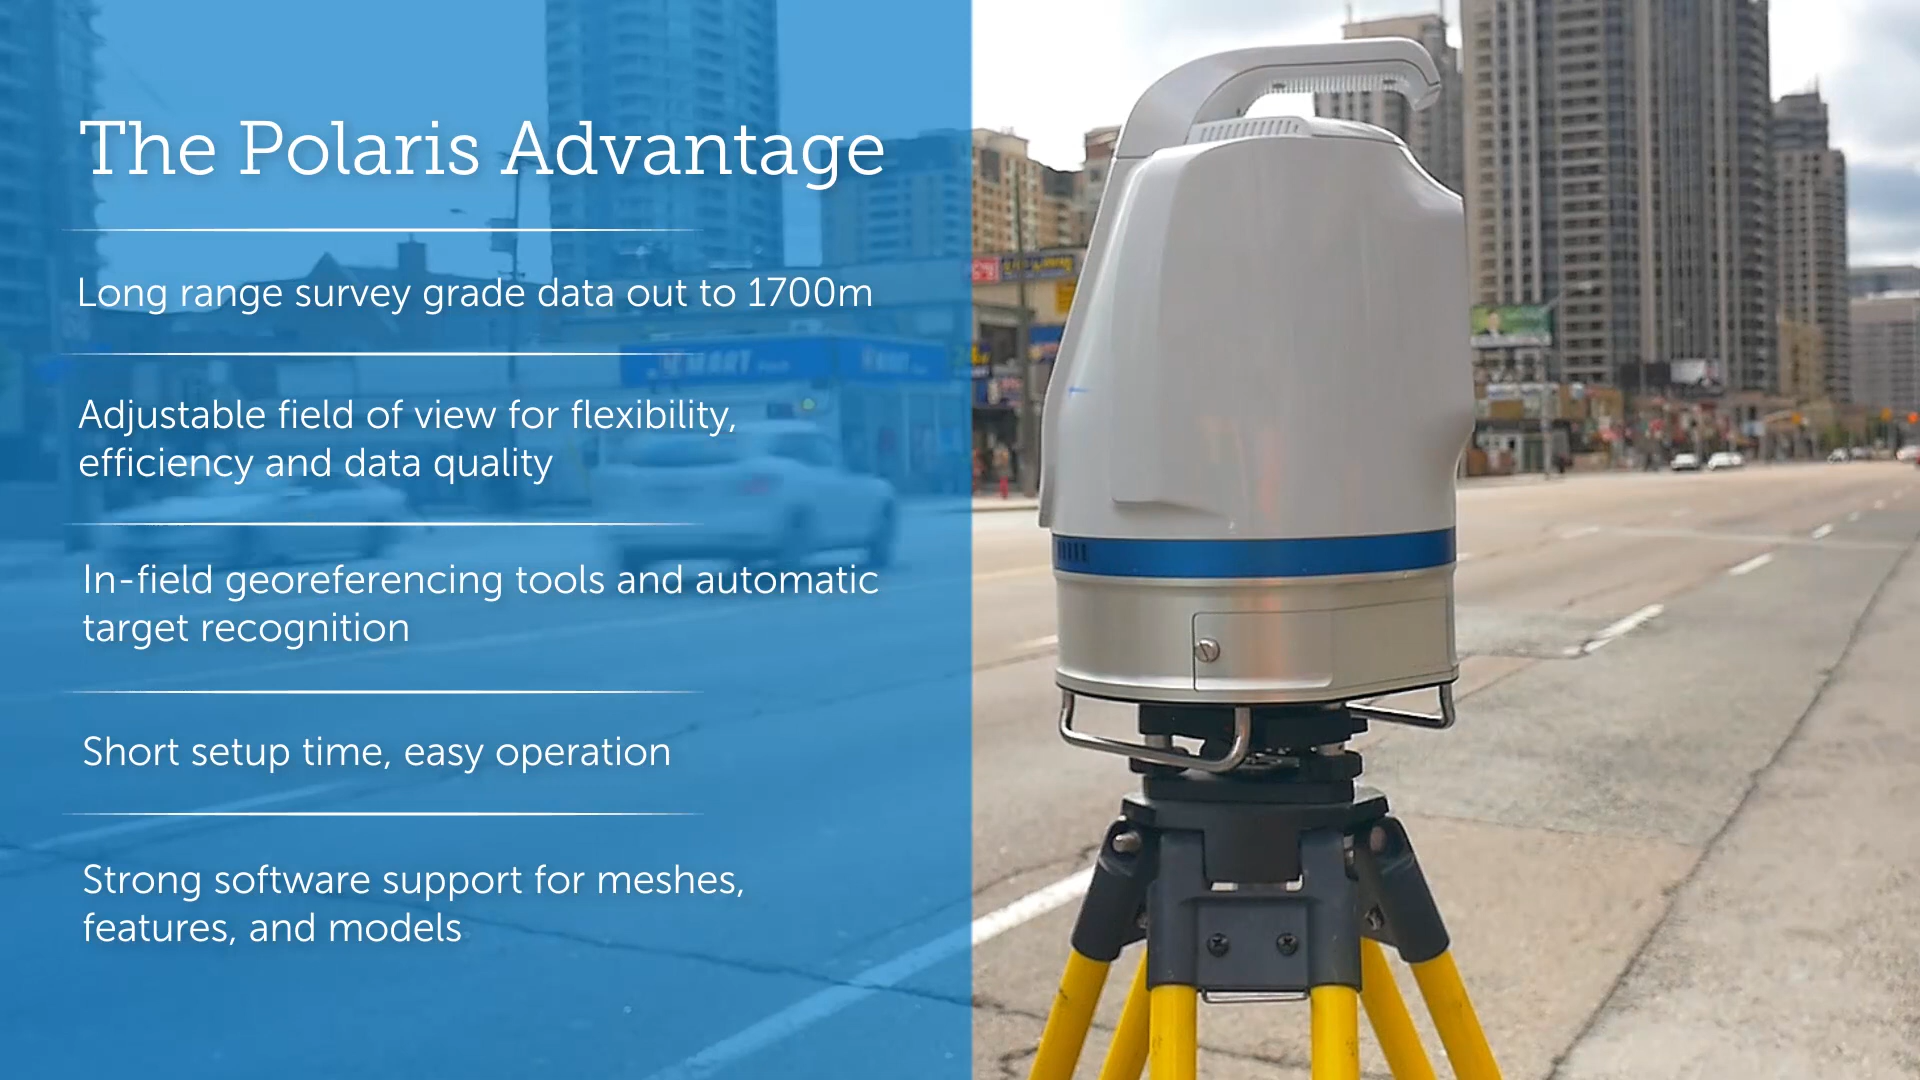 The Polaris Advantage
Long range survey grade data out to 1700m
Adjustable field of view for flexibility,
efficiency and data quality
In-field georeferencing tools and automatic
target recognition
Short setup time, easy operation
Strong software support for meshes,
features, and models
MART